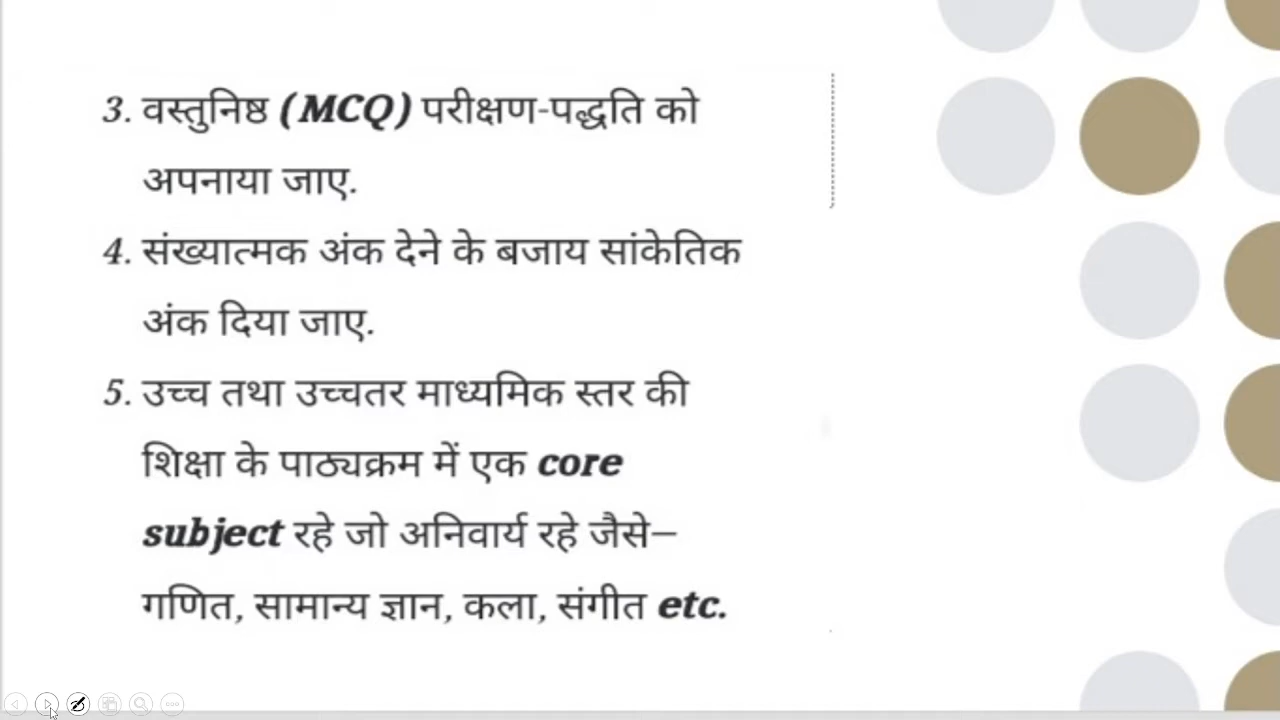 3. वस्तुनिष्ठ (MCQ) परीक्षण-पद्धति को
अपनाया जाए.
4. संख्यात्मक अंक देने के बजाय सांकेतिक
अंक दिया जाए.
5. उच्च तथा उच्चतर माध्यमिक स्तर की
शिक्षा के पाठ्यक्रम में एक core
subject रहे जो अनिवार्य रहे जैसे—
गणित, सामान्य ज्ञान, कला, संगीत etc.